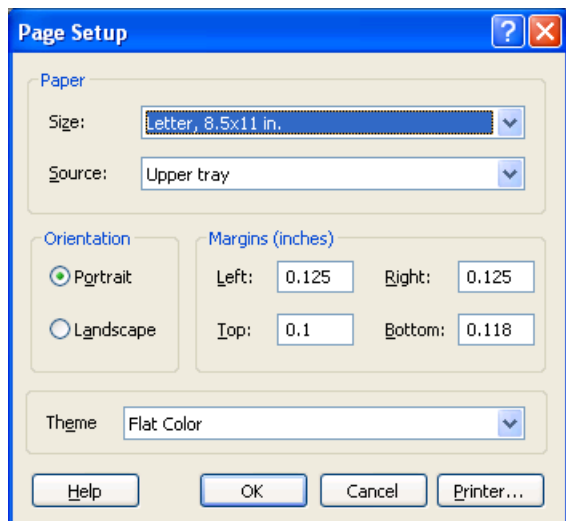 Page Setup
Paper
Size: Letter, 8.5x11 in.
Source: Upper tray
Orientation
Portrait
Landscape
Margins (inches)
Left: 0.125 Right: 0.125
Top: 0.1 Bottom: 0.118
Theme Flat Color
Help OK Cancel Printer...